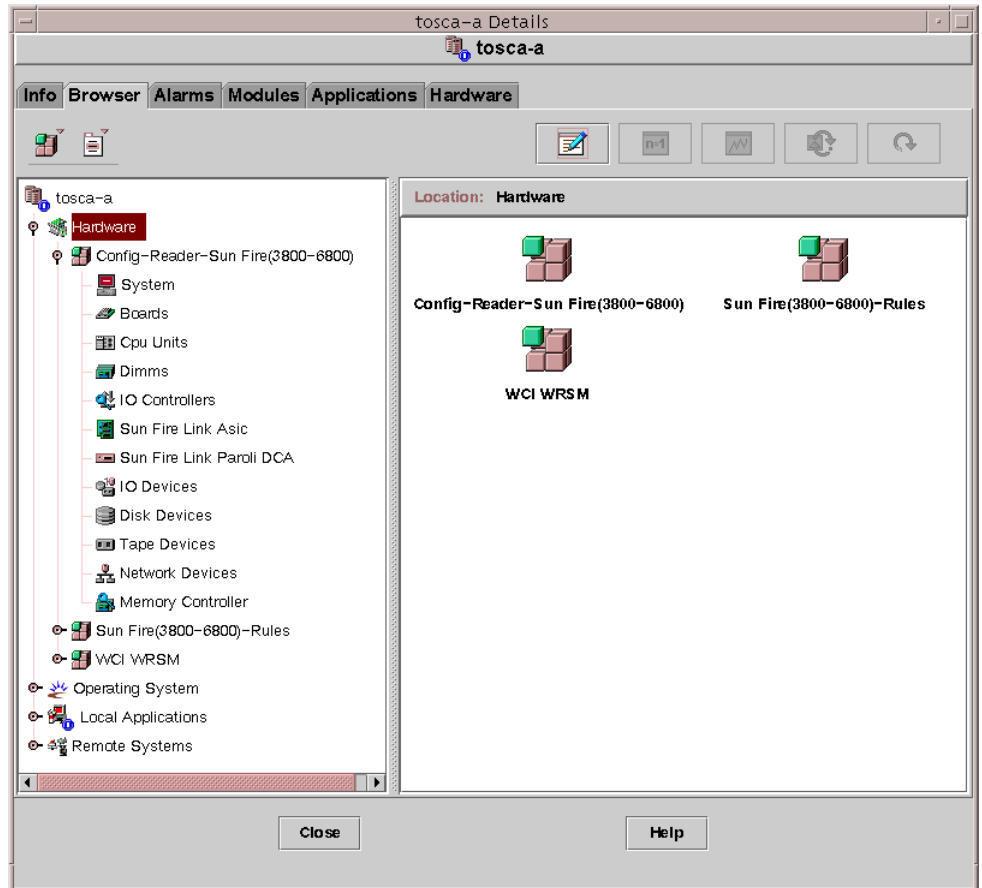 tosca-a Details
tosca-a
Info Browser Alarms Modules Applications Hardware
n=1
tosca-a
Hardware
Config-Reader-Sun Fire(3800-6800)
System
Boards
Cpu Units
Dimms
IO Controllers
Sun Fire Link Asic
Sun Fire Link Paroli DCA
IO Devices
Disk Devices
Tape Devices
Network Devices
Memory Controller
Sun Fire(3800-6800)-Rules
WCI WRSM
Operating System
Local Applications
Remote Systems
Location: Hardware
Config-Reader-Sun Fire(3800-6800) Sun Fire(3800-6800)-Rules
WCI WRSM
Close Help